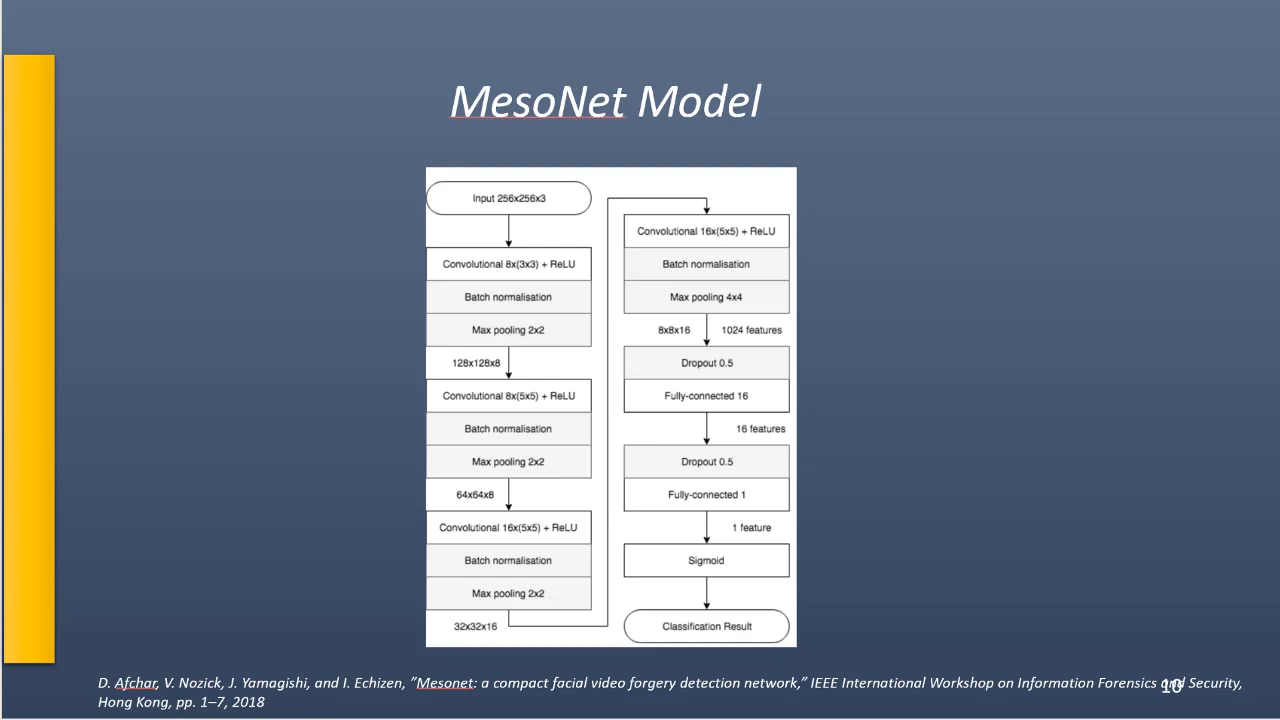 MesoNet Model
Input 256x256x3
Convolutional 8x(3x3) + ReLU
Batch normalisation
Max pooling 2x2
128x128x8
Convolutional 8x(5x5) + ReLU
Batch normalisation
Max pooling 2x2
64x64x8
Convolutional 16x(5x5) + ReLU
Batch normalisation
Max pooling 2x2
32x32x16
Convolutional 16x(5x5) + ReLU
Batch normalisation
Max pooling 4x4
8x8x16 1024 features
Dropout 0.5
Fully-connected 16
16 features
Dropout 0.5
Fully-connected 1
1 feature
Sigmoid
Classification Result
D. Afchar, V. Nozick, J. Yamagishi, and I. Echizen, ”Mesonet: a compact facial video forgery detection network,” IEEE International Workshop on Information Forensics and Security,
Hong Kong, pp. 1–7, 2018
10